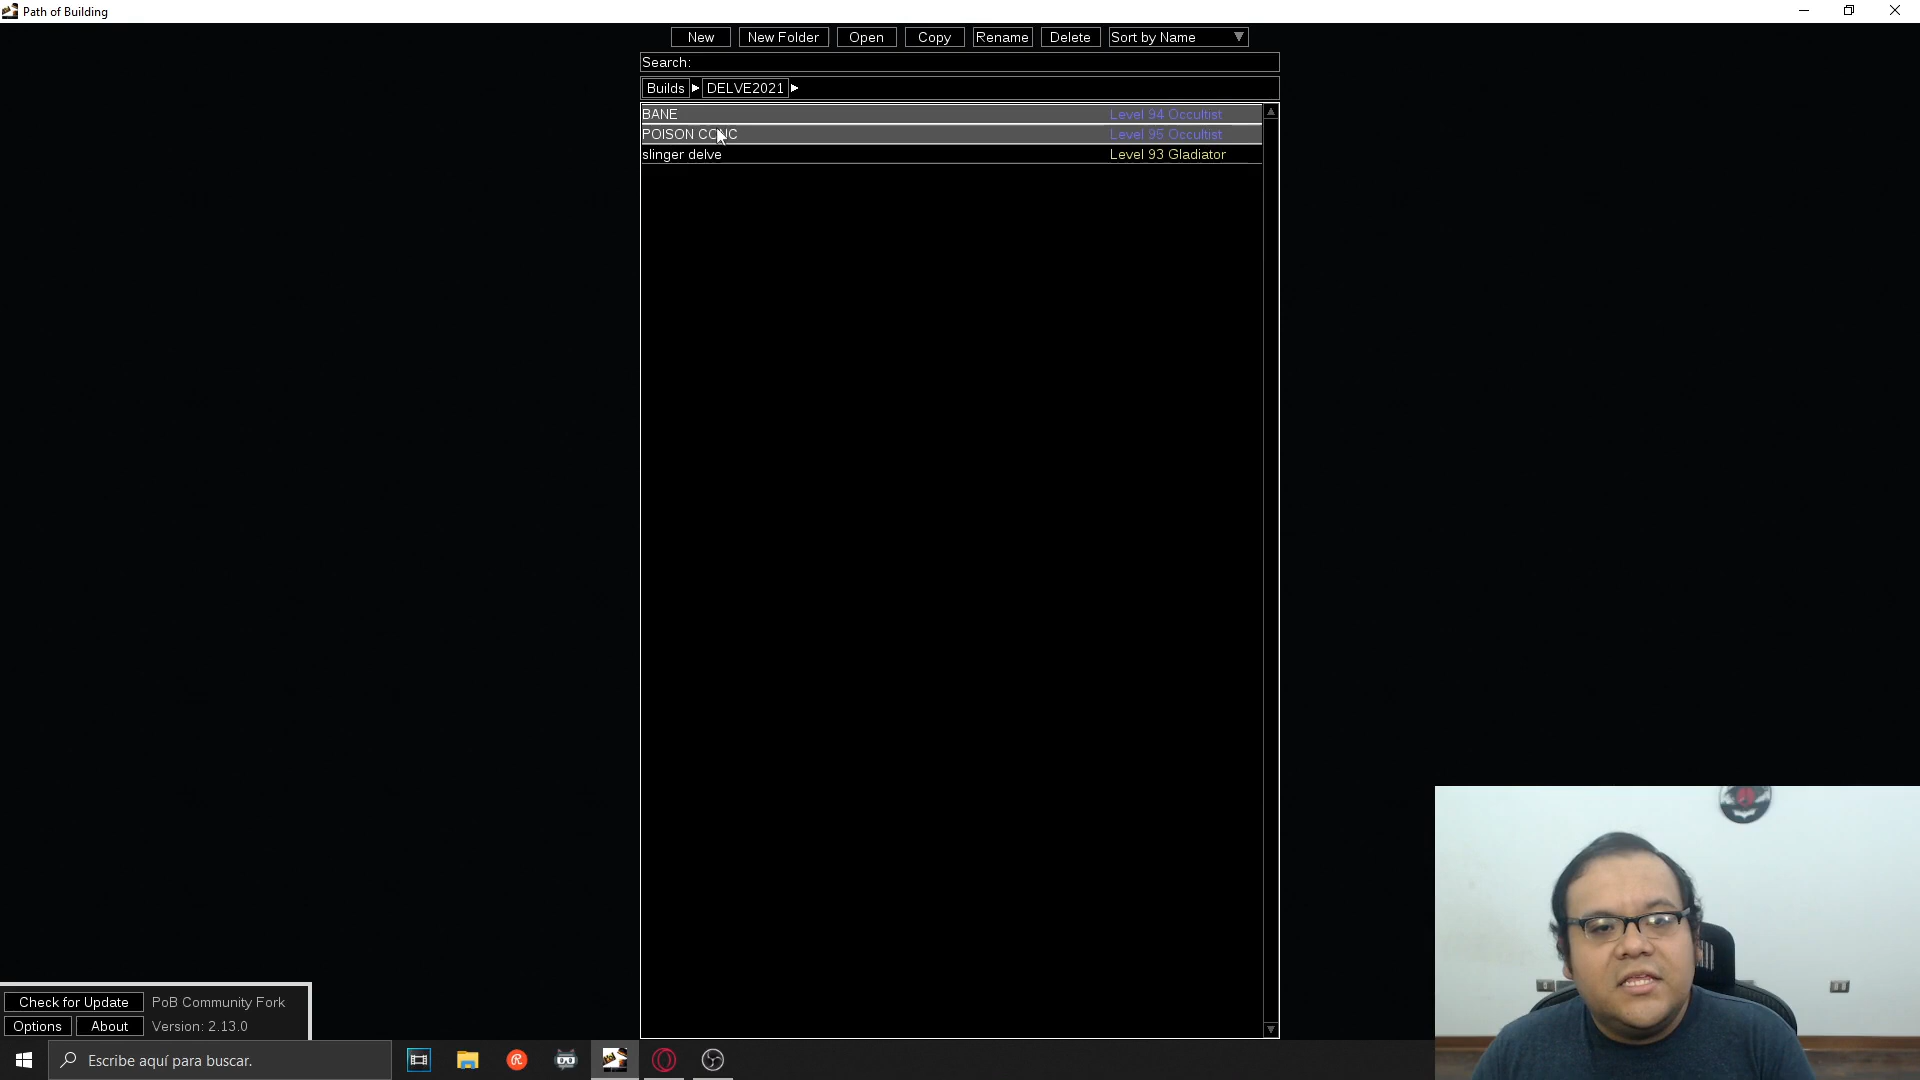 Path of Building
New New Folder Open Copy Rename Delete Sort by Name
Search:
Builds DELVE2021
BANE Level 94 Occultist
POISON CONC Level 95 Occultist
slinger delve Level 93 Gladiator
Check for Update PoB Community Fork
Options About Version: 2.13.0
Escribe aquí para buscar.